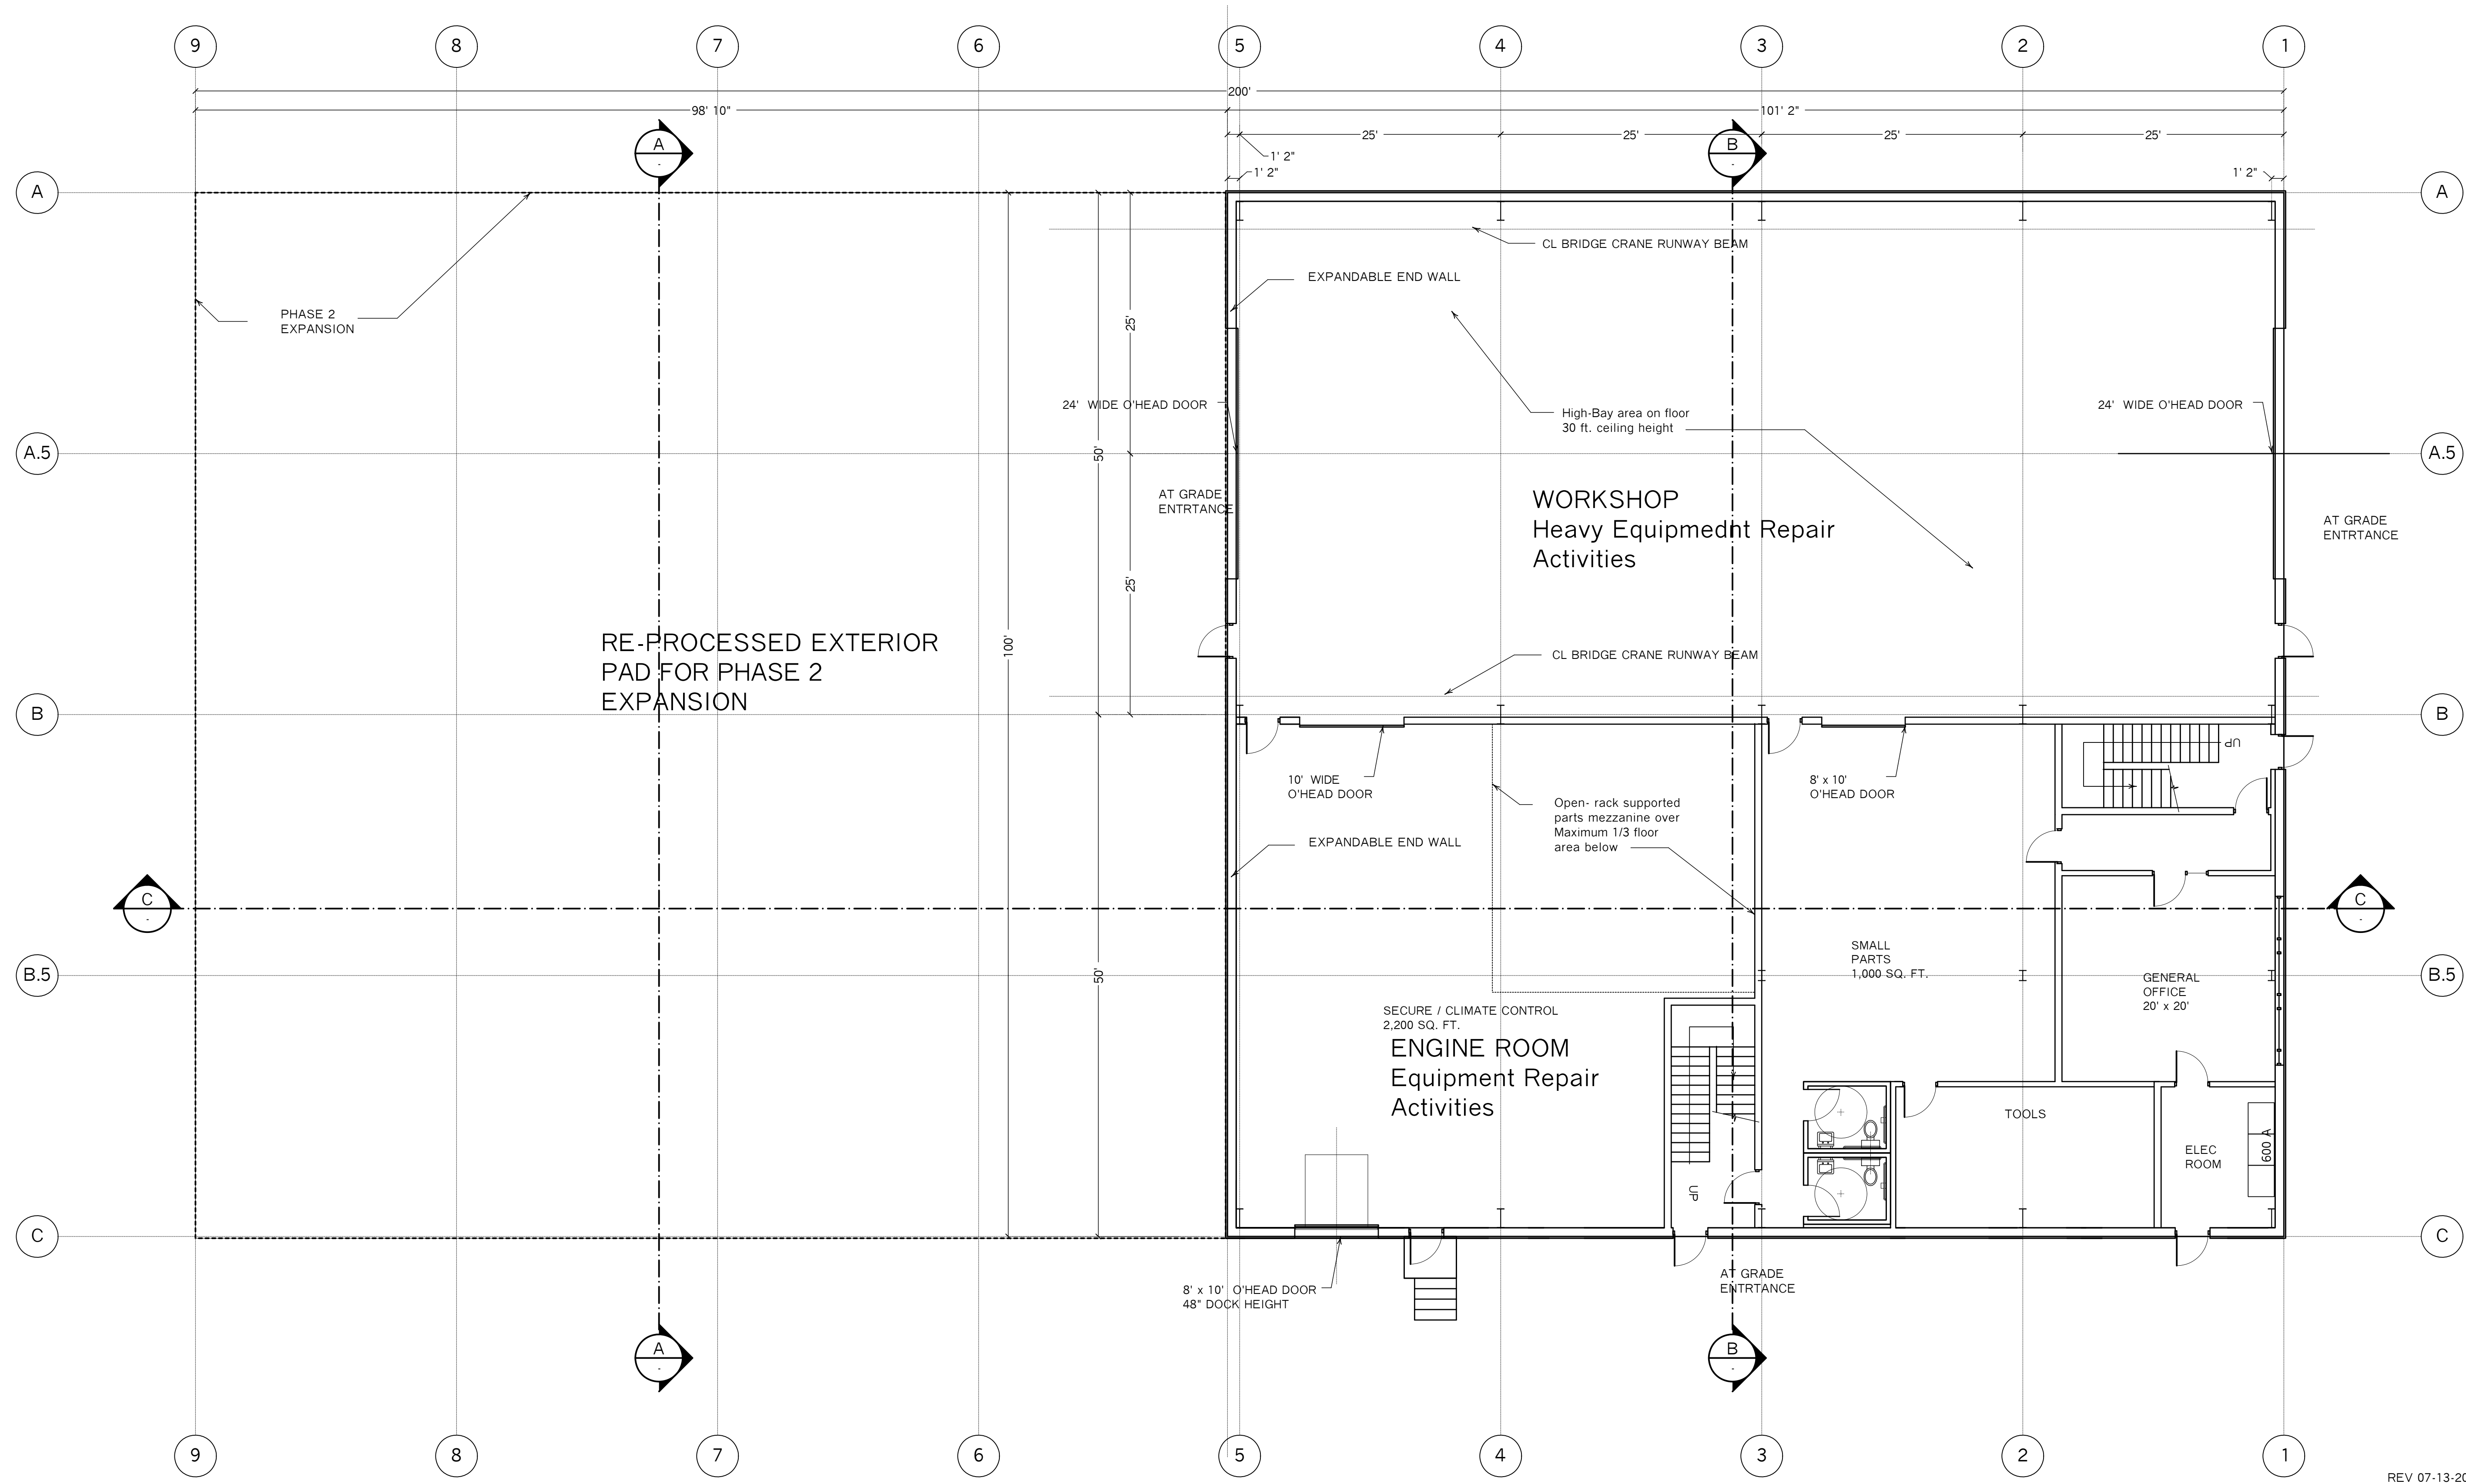 9 8 7 6 5 4 3 2 1
200'
98' 10" 101' 2"
25' 25' 25' 25'
A
-
B
-
1' 2"
1' 2"
1' 2"
A A
CL BRIDGE CRANE RUNWAY BEAM
EXPANDABLE END WALL
PHASE 2
EXPANSION
25'
24' WIDE O'HEAD DOOR
24' WIDE O'HEAD DOOR
High-Bay area on floor
30 ft. ceiling height
A.5 A.5
50'
AT GRADE
ENTRTANCE
WORKSHOP
Heavy Equipmednt Repair
Activities
AT GRADE
ENTRTANCE
25'
RE-PROCESSED EXTERIOR
PAD FOR PHASE 2
EXPANSION
100'
CL BRIDGE CRANE RUNWAY BEAM
B B
UP
10' WIDE
O'HEAD DOOR
8' x 10'
O'HEAD DOOR
Open- rack supported
parts mezzanine over
Maximum 1/3 floor
area below
EXPANDABLE END WALL
C
-
C
-
SMALL
PARTS
1,000 SQ. FT.
B.5 B.5
50'
GENERAL
OFFICE
20' x 20'
SECURE / CLIMATE CONTROL
2,200 SQ. FT.
ENGINE ROOM
Equipment Repair
Activities
TOOLS
ELEC
ROOM
600 A
UP
C C
AT GRADE
ENTRTANCE
8' x 10' O'HEAD DOOR
48" DOCK HEIGHT
A
-
B
-
9 8 7 6 5 4 3 2 1
REV 07-13-20